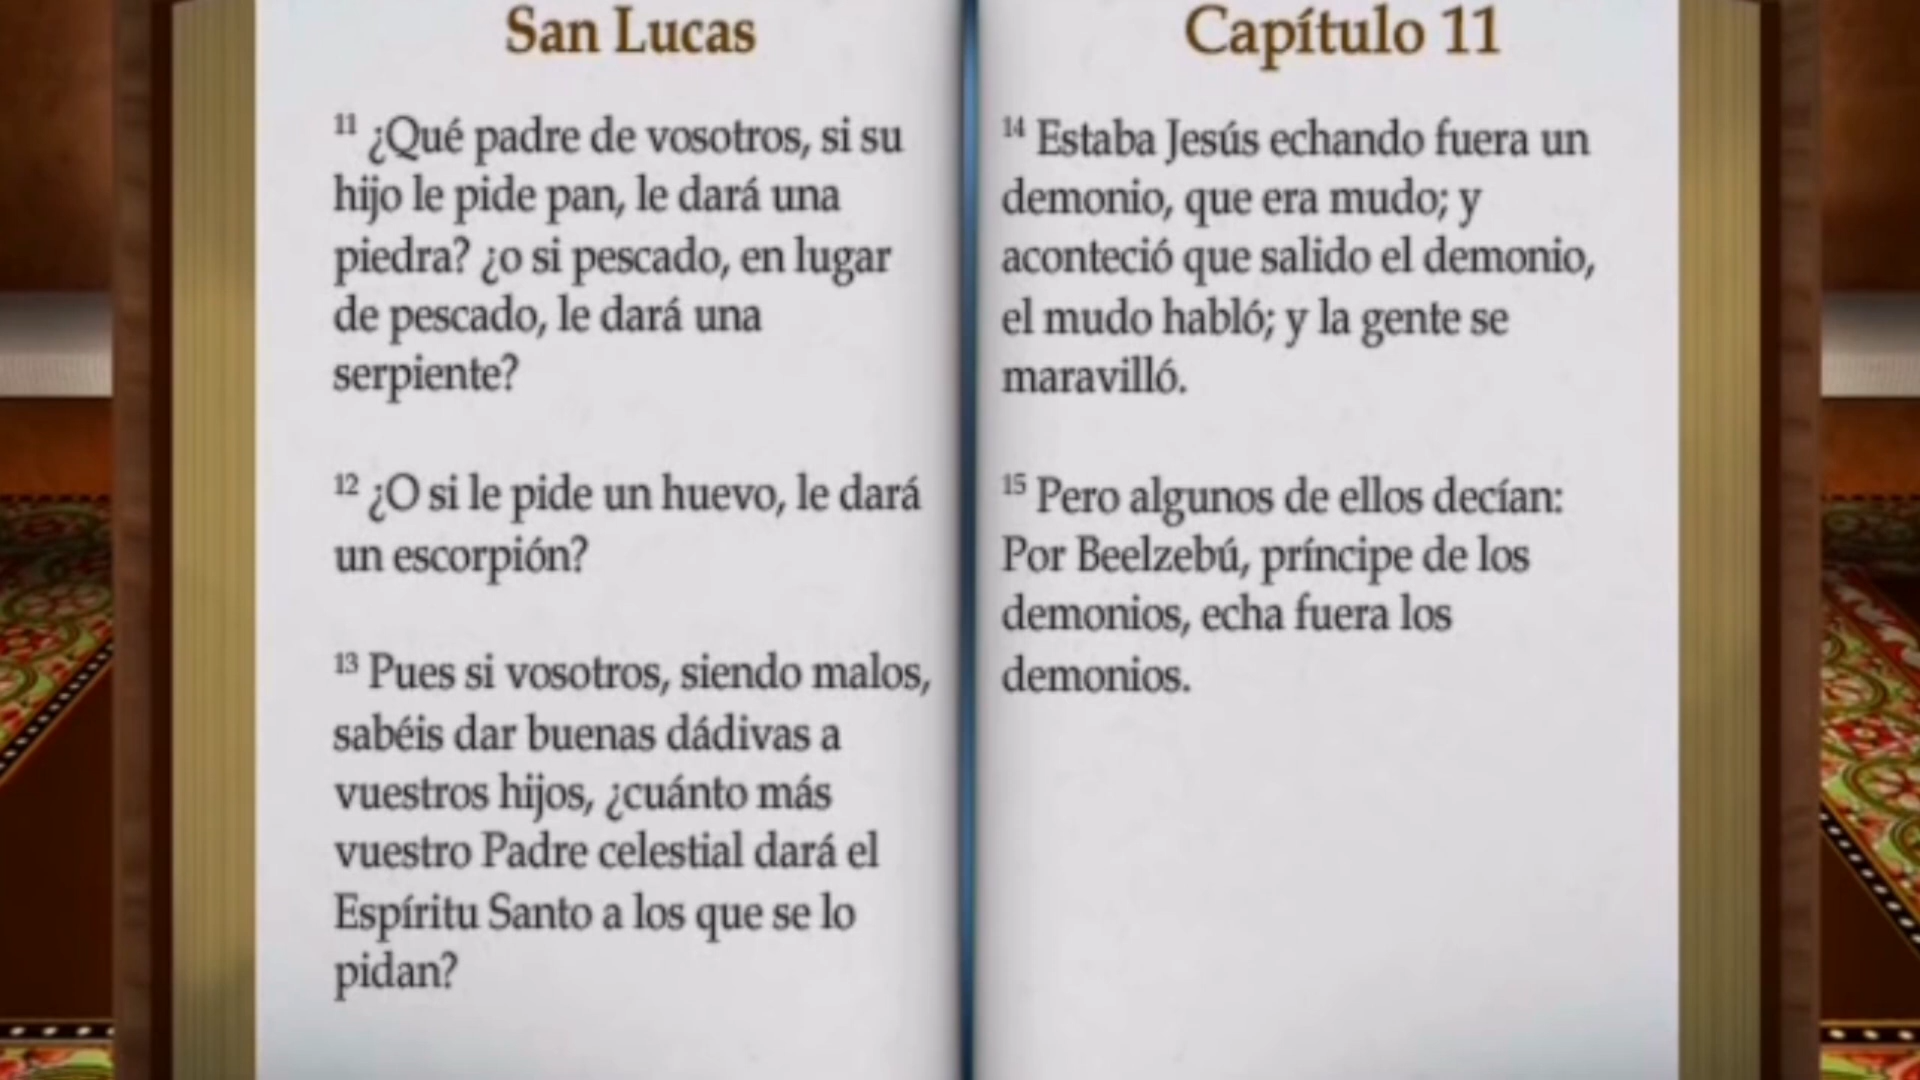 San Lucas
11 ¿Qué padre de vosotros, si su
hijo le pide pan, le dará una
piedra? ¿o si pescado, en lugar
de pescado, le dará una
serpiente?
12 ¿O si le pide un huevo, le dará
un escorpión?
13 Pues si vosotros, siendo malos,
sabéis dar buenas dádivas a
vuestros hijos, ¿cuánto más
vuestro Padre celestial dará el
Espíritu Santo a los que se lo
pidan?
Capítulo 11
14 Estaba Jesús echando fuera un
demonio, que era mudo; y
aconteció que salido el demonio,
el mudo habló; y la gente se
maravilló.
15 Pero algunos de ellos decían:
Por Beelzebú, príncipe de los
demonios, echa fuera los
demonios.